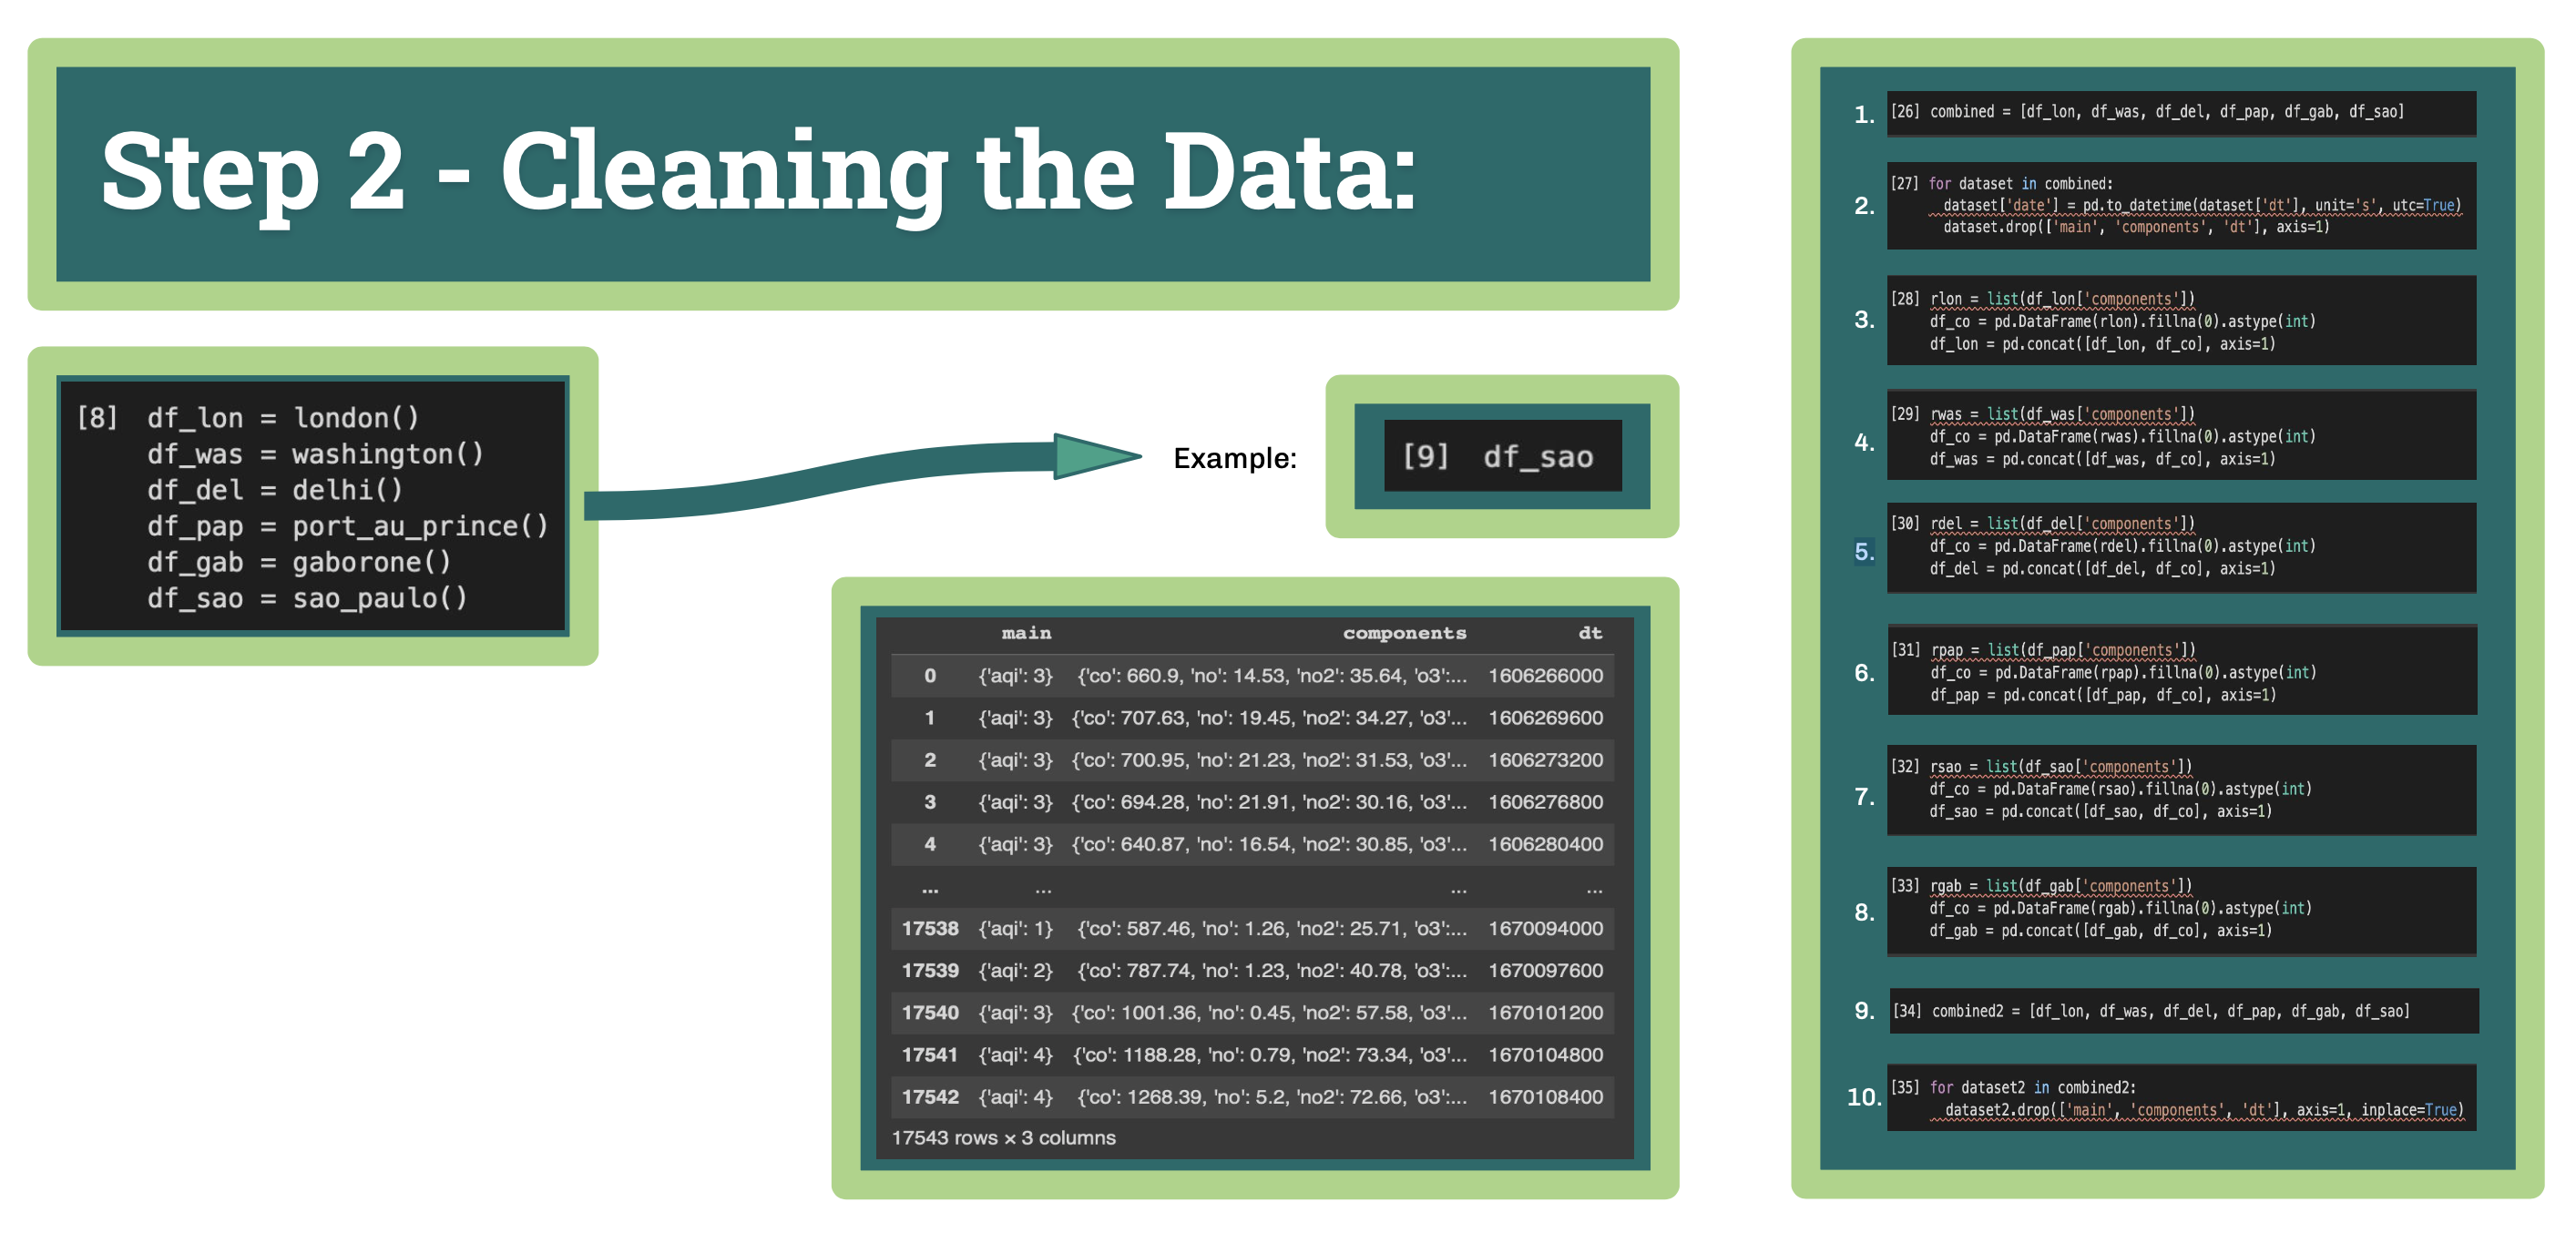 Step 2 - Cleaning the Data:
[8] df_lon = london()
df_was = washington()
df_del = delhi()
df_pap = port_au_prince()
df_gab = gaborone()
df_sao = sao_paulo()
Example:
[9] df_sao
main components dt
0 {'aqi': 3} {'co': 660.9, 'no': 14.53, 'no2': 35.64, 'o3':... 1606266000
1 {'aqi': 3} {'co': 707.63, 'no': 19.45, 'no2': 34.27, 'o3'... 1606269600
2 {'aqi': 3} {'co': 700.95, 'no': 21.23, 'no2': 31.53, 'o3'... 1606273200
3 {'aqi': 3} {'co': 694.28, 'no': 21.91, 'no2': 30.16, 'o3'... 1606276800
4 {'aqi': 3} {'co': 640.87, 'no': 16.54, 'no2': 30.85, 'o3'... 1606280400
... ... ... ...
17538 {'aqi': 1} {'co': 587.46, 'no': 1.26, 'no2': 25.71, 'o3':... 1670094000
17539 {'aqi': 2} {'co': 787.74, 'no': 1.23, 'no2': 40.78, 'o3':... 1670097600
17540 {'aqi': 3} {'co': 1001.36, 'no': 0.45, 'no2': 57.58, 'o3'... 1670101200
17541 {'aqi': 4} {'co': 1188.28, 'no': 0.79, 'no2': 73.34, 'o3'... 1670104800
17542 {'aqi': 4} {'co': 1268.39, 'no': 5.2, 'no2': 72.66, 'o3':... 1670108400
17543 rows × 3 columns
1. [26] combined = [df_lon, df_was, df_del, df_pap, df_gab, df_sao]
2. [27] for dataset in combined:
dataset['date'] = pd.to_datetime(dataset['dt'], unit='s', utc=True)
dataset.drop(['main', 'components', 'dt'], axis=1)
3. [28] rlon = list(df_lon['components'])
df_co = pd.DataFrame(rlon).fillna(0).astype(int)
df_lon = pd.concat([df_lon, df_co], axis=1)
4. [29] rwas = list(df_was['components'])
df_co = pd.DataFrame(rwas).fillna(0).astype(int)
df_was = pd.concat([df_was, df_co], axis=1)
5. [30] rdel = list(df_del['components'])
df_co = pd.DataFrame(rdel).fillna(0).astype(int)
df_del = pd.concat([df_del, df_co], axis=1)
6. [31] rpap = list(df_pap['components'])
df_co = pd.DataFrame(rpap).fillna(0).astype(int)
df_pap = pd.concat([df_pap, df_co], axis=1)
7. [32] rsao = list(df_sao['components'])
df_co = pd.DataFrame(rsao).fillna(0).astype(int)
df_sao = pd.concat([df_sao, df_co], axis=1)
8. [33] rgab = list(df_gab['components'])
df_co = pd.DataFrame(rgab).fillna(0).astype(int)
df_gab = pd.concat([df_gab, df_co], axis=1)
9. [34] combined2 = [df_lon, df_was, df_del, df_pap, df_gab, df_sao]
10. [35] for dataset2 in combined2:
dataset2.drop(['main', 'components', 'dt'], axis=1, inplace=True)